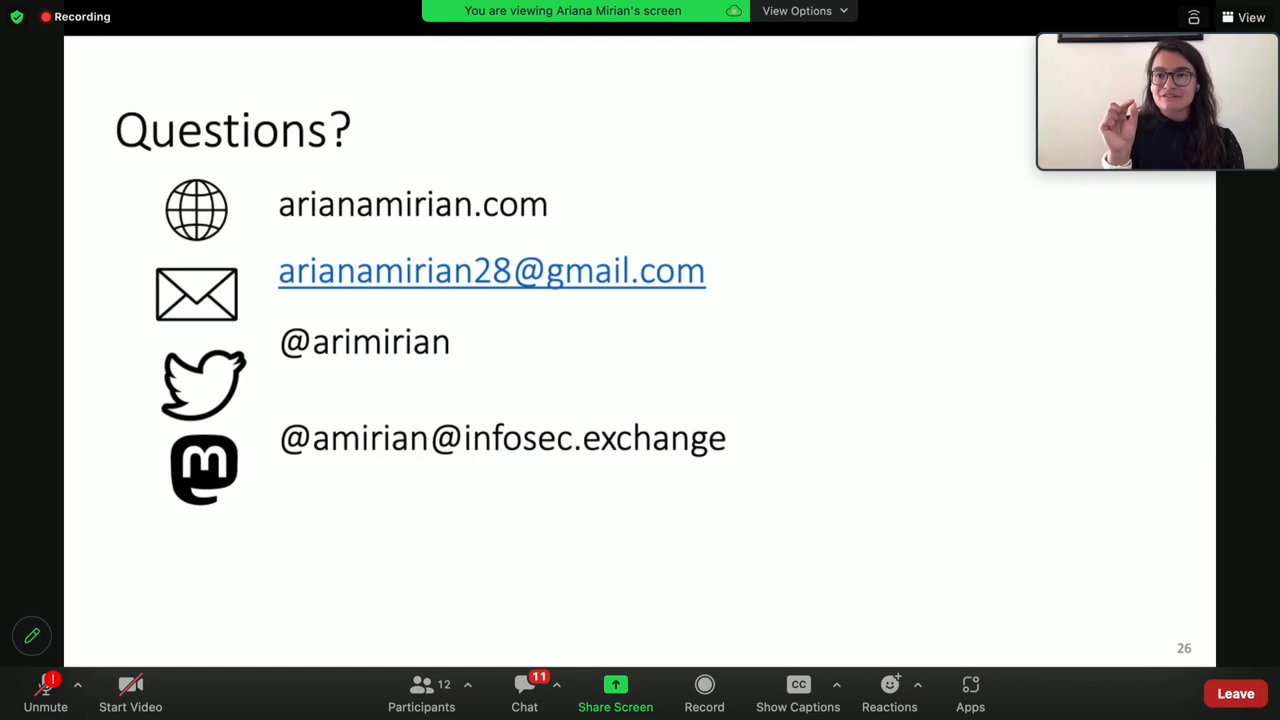 Recording
You are viewing Ariana Mirian's screen
View Options
View
Questions?
arianamirian.com
arianamirian28@gmail.com
@arimirian
@amirian@infosec.exchange
26
Unmute
Start Video
12
Participants
11
Chat
Share Screen
Record
CC
Show Captions
Reactions
Apps
Leave